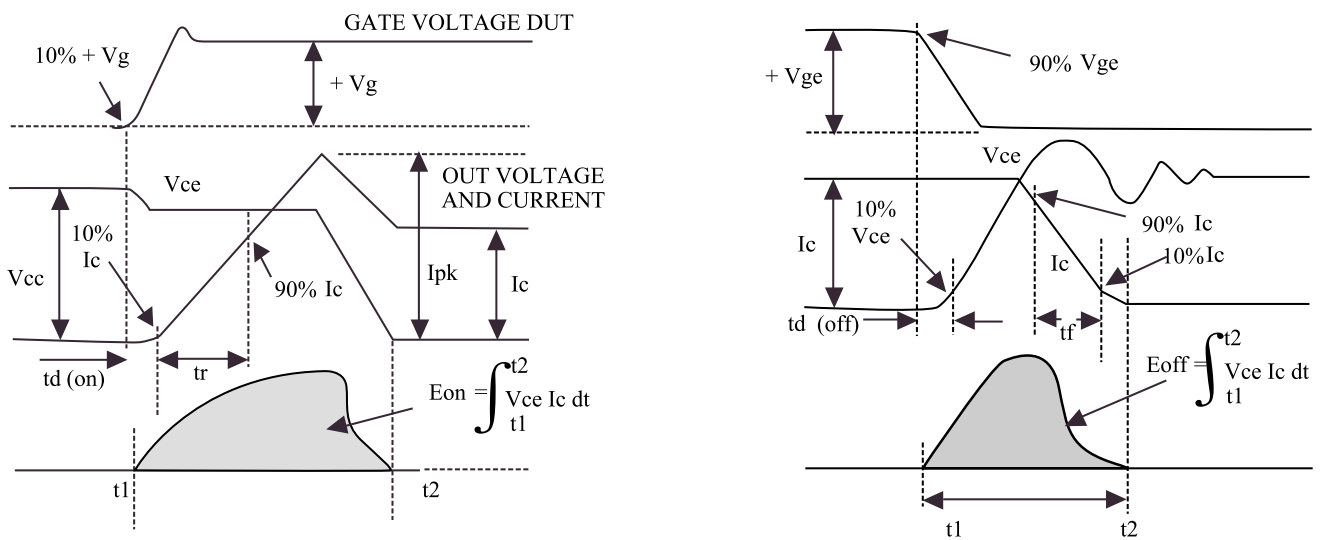 GATE VOLTAGE DUT
10% + Vg
+ Vg
Vce
OUT VOLTAGE
AND CURRENT
10%
Ic
Vcc
90% Ic
Ipk
Ic
td (on)
tr
Eon = ∫ t2
Vce Ic dt
t1
t1
t2
90% Vge
+ Vge
Vce
10%
Vce
Ic
90% Ic
Ic
10%Ic
td (off)
tf
Eoff = ∫ t2
Vce Ic dt
t1
t1
t2